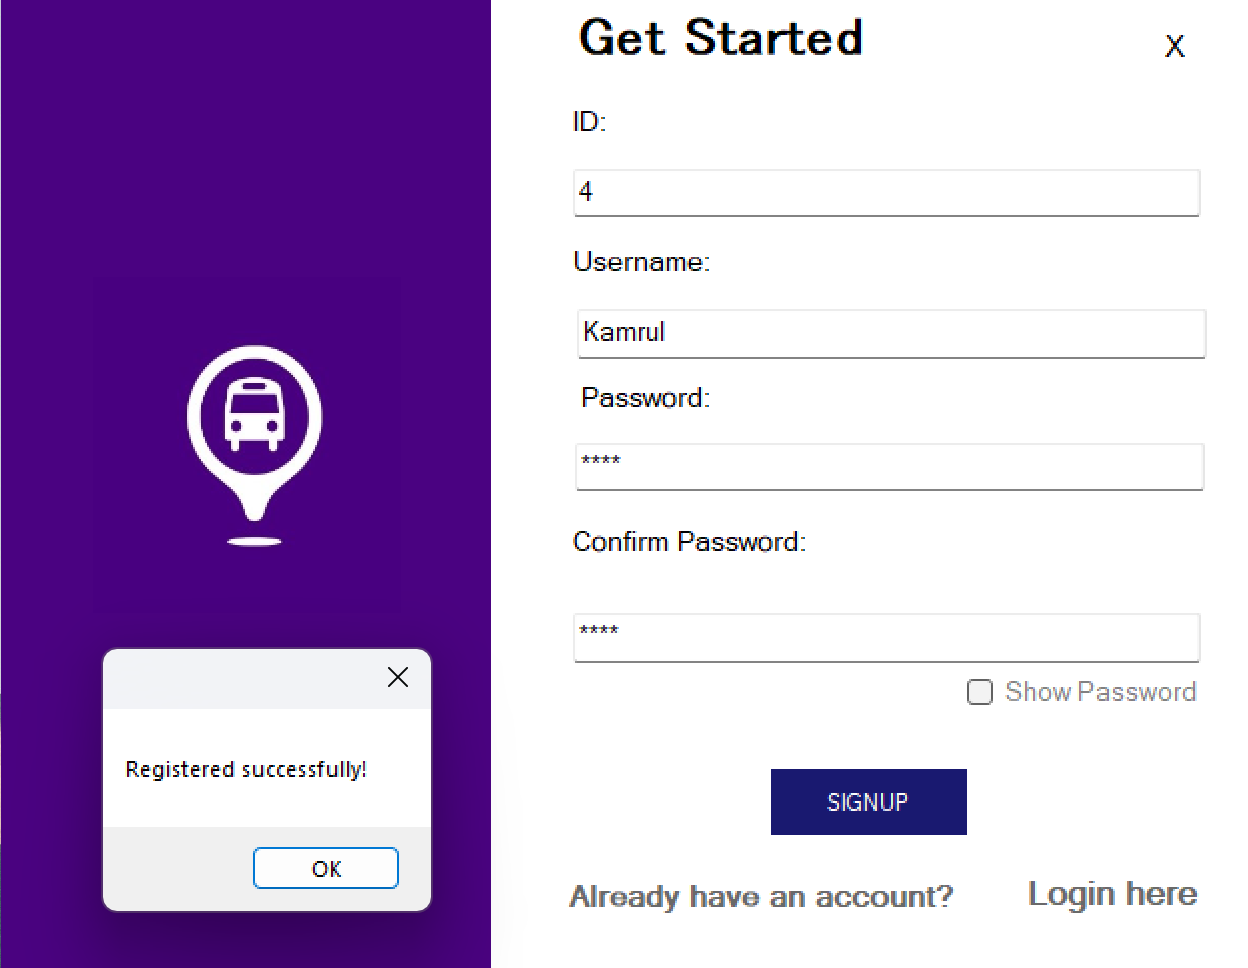 Get Started
X
ID:
4
Username:
Kamrul
Password:
****
Confirm Password:
****
Show Password
SIGNUP
Already have an account? Login here
Registered successfully!
OK